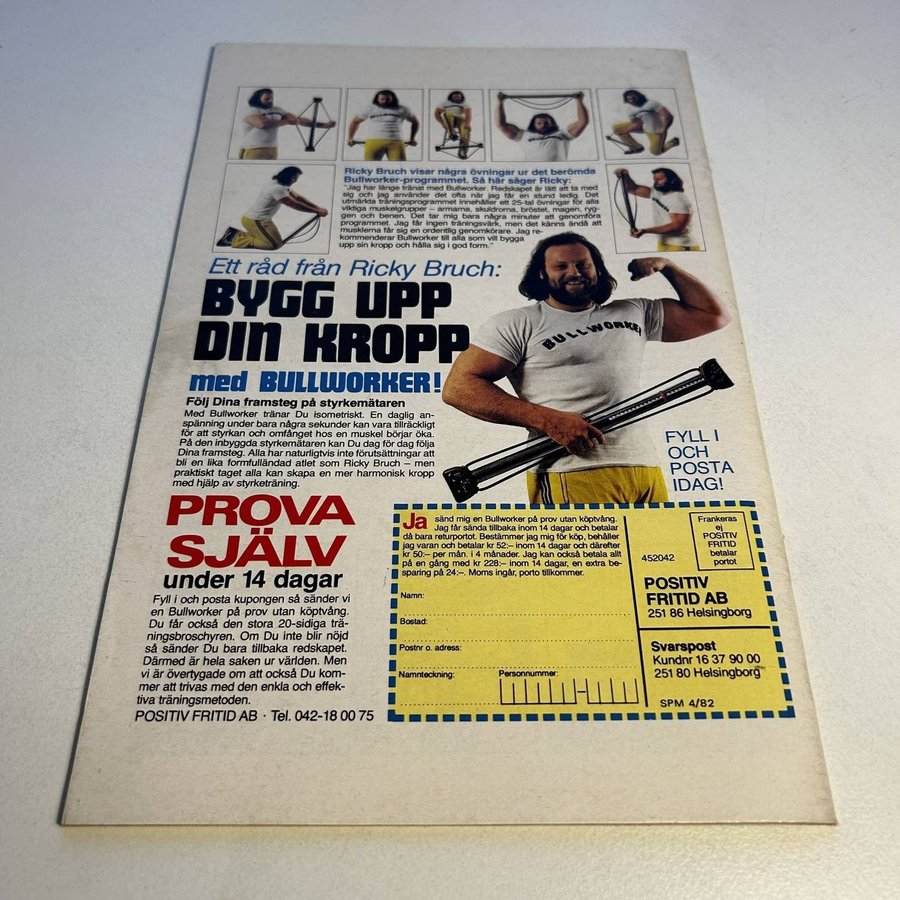 Ricky Bruch visar några övningar ur det berömda
Bullworker-programmet. Så här säger Ricky:
"Jag har länge tränat med Bullworker. Redskapet är lätt att ta med
sig och jag använder det ofta när jag får en stund ledig. Det
utmärkta träningsprogrammet innehåller ett 25-tal övningar för alla
viktiga muskelgrupper – armarna, skuldrorna, bröstet, magen, ryg-
gen och benen. Det tar mig bara några minuter att genomföra
programmet. Jag får ingen träningsvärk, men det känns ändå att
musklerna får sig en ordentlig genomkörare. Jag re-
kommenderar Bullworker till alla som vill bygga
upp sin kropp och hålla sig i god form."
Ett råd från Ricky Bruch:
BYGG UPP
DIN KROPP
med BULLWORKER!
BULLWORKER
Följ Dina framsteg på styrkemätaren
Med Bullworker tränar Du isometriskt. En daglig an-
spänning under bara några sekunder kan vara tillräckligt
för att styrkan och omfånget hos en muskel börjar öka.
På den inbyggda styrkemätaren kan Du dag för dag följa
Dina framsteg. Alla har naturligtvis inte förutsättningar att
bli en lika formfulländad atlet som Ricky Bruch – men
praktiskt taget alla kan skapa en mer harmonisk kropp
med hjälp av styrketräning.
FYLL I
OCH
POSTA
IDAG!
PROVA
SJÄLV
under 14 dagar
Fyll i och posta kupongen så sänder vi
en Bullworker på prov utan köptvång.
Du får också den stora 20-sidiga trä-
ningsbroschyren. Om Du inte blir nöjd
så sänder Du bara tillbaka redskapet.
Därmed är hela saken ur världen. Men
vi är övertygade om att också Du kom-
mer att trivas med den enkla och effek-
tiva träningsmetoden.
POSITIV FRITID AB · Tel. 042-18 00 75
Ja sänd mig en Bullworker på prov utan köptvång.
Jag får sända tillbaka inom 14 dagar och betalar
då bara returportot. Bestämmer jag mig för köp, behåller
jag varan och betalar kr 52:– inom 14 dagar och därefter
kr 50:– per mån. i 4 månader. Jag kan också betala allt
på en gång med kr 228:– inom 14 dagar, en extra be-
sparing på 24:–. Moms ingår, porto tillkommer.
Namn:
Bostad:
Postnr o. adress:
Namnteckning:
Personnummer:
Frankeras
ej
POSITIV
FRITID
betalar
portot
452042
POSITIV
FRITID AB
251 86 Helsingborg
Svarspost
Kundnr 16 37 90 00
251 80 Helsingborg
SPM 4/82